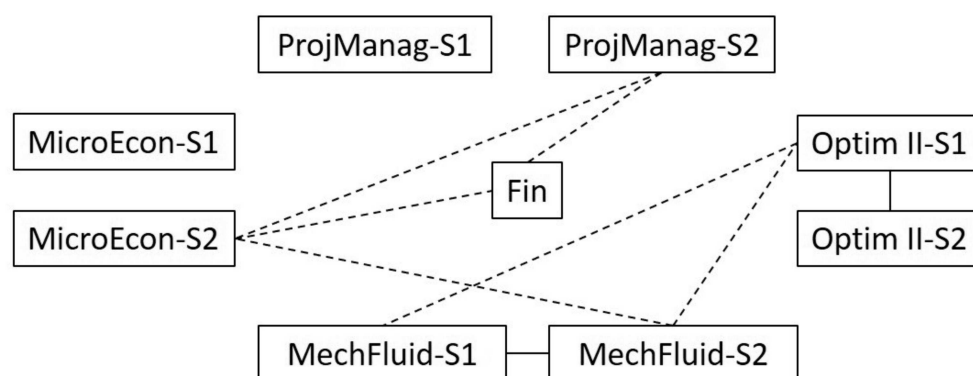 ProjManag-S1
ProjManag-S2
MicroEcon-S1
Optim II-S1
Fin
MicroEcon-S2
Optim II-S2
MechFluid-S1
MechFluid-S2